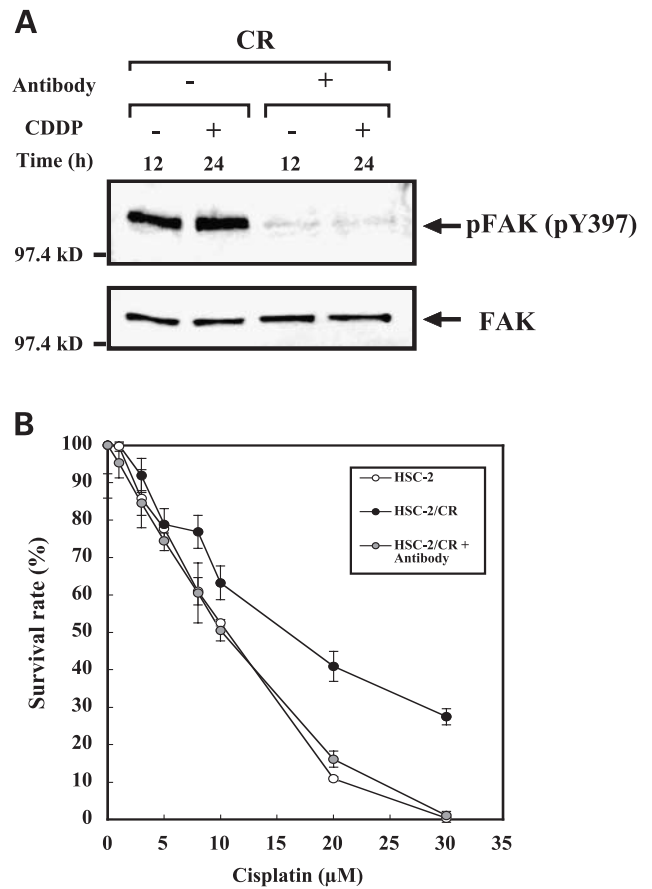 A
CR
Antibody - +
CDDP - + - +
Time (h) 12 24 12 24
pFAK (pY397)
97.4 kD
FAK
97.4 kD
B
100
90
80
70
60
50
40
30
20
10
0
Survival rate (%)
HSC-2
HSC-2/CR
HSC-2/CR +
Antibody
0 5 10 15 20 25 30 35
Cisplatin (μM)